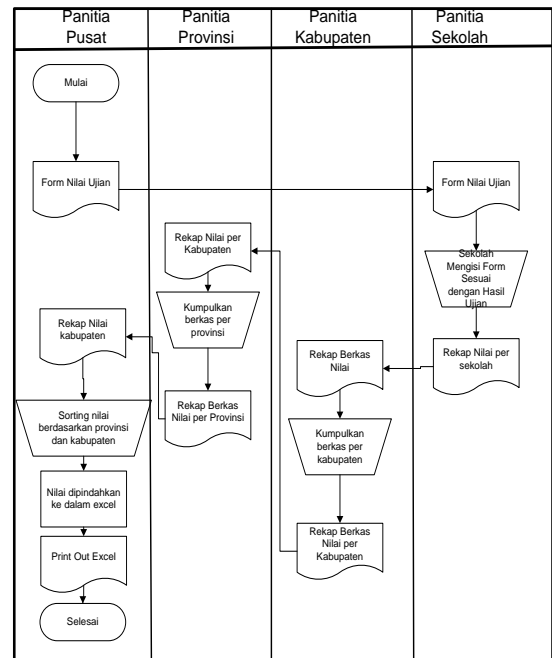 Panitia
Pusat
Panitia
Provinsi
Panitia
Kabupaten
Panitia
Sekolah
Mulai
Form Nilai Ujian
Form Nilai Ujian
Rekap Nilai per
Kabupaten
Sekolah
Mengisi Form
Sesuai
dengan Hasil
Ujian
Kumpulkan
berkas per
provinsi
Rekap Nilai
kabupaten
Rekap Berkas
Nilai
Rekap Nilai per
sekolah
Rekap Berkas
Nilai per Provinsi
Sorting nilai
berdasarkan provinsi
dan kabupaten
Kumpulkan
berkas per
kabupaten
Nilai dipindahkan
ke dalam excel
Rekap Berkas
Nilai per
Kabupaten
Print Out Excel
Selesai